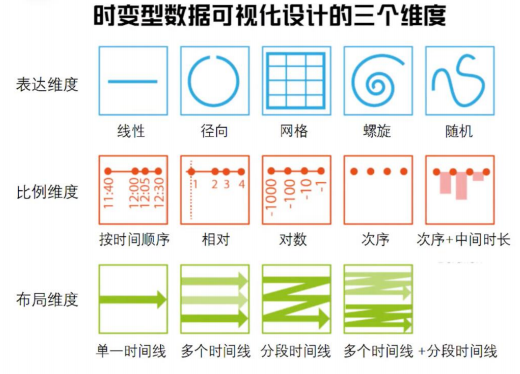 时变型数据可视化设计的三个维度
表达维度
线性 径向 网格 螺旋 随机
比例维度
11:40 12:00 12:05 12:30
1 2 3 4
-1000 -100 -10 -1
按时间顺序 相对 对数 次序 次序+中间时长
布局维度
单一时间线 多个时间线 分段时间线 多个时间线+分段时间线